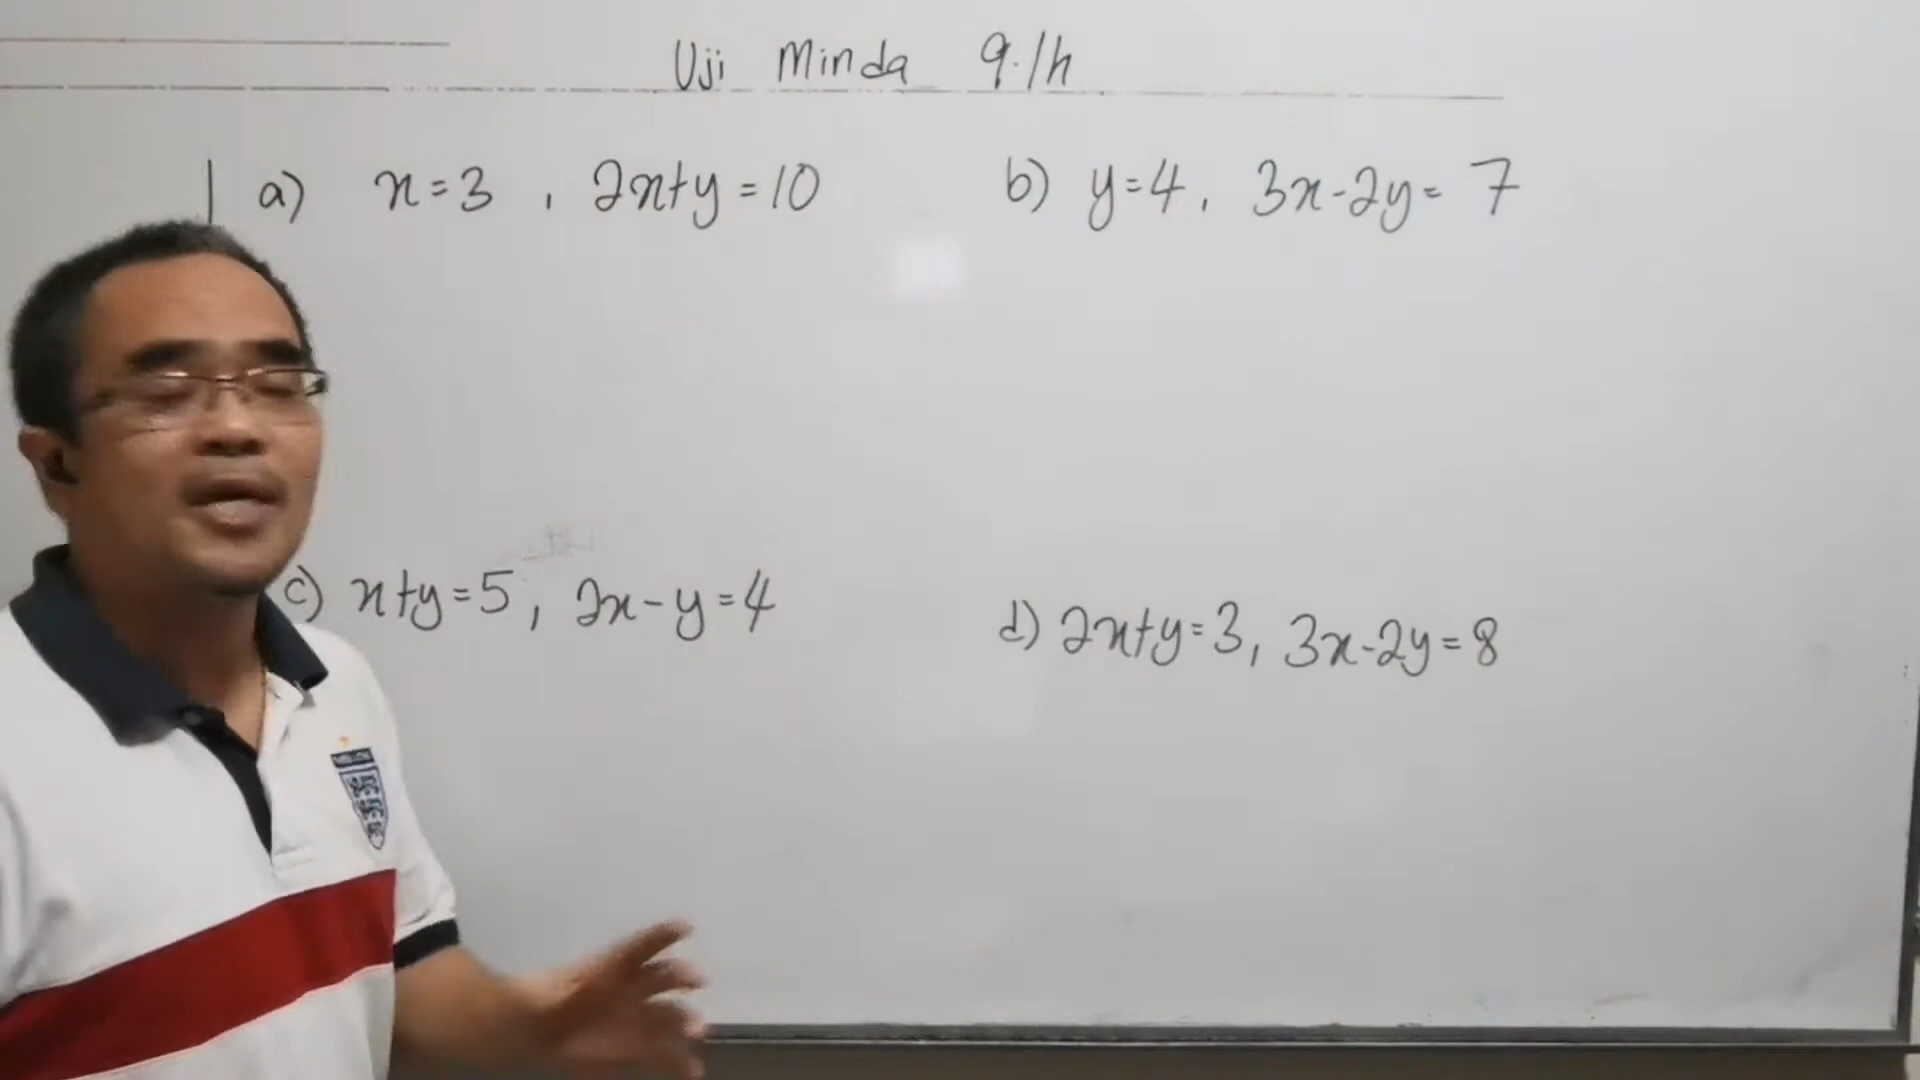 Uji Minda 9.1h
1 a) x=3 , 2x+y=10
b) y=4, 3x-2y= 7
c) x+y=5, 2x-y=4
d) 2x+y=3, 3x-2y=8